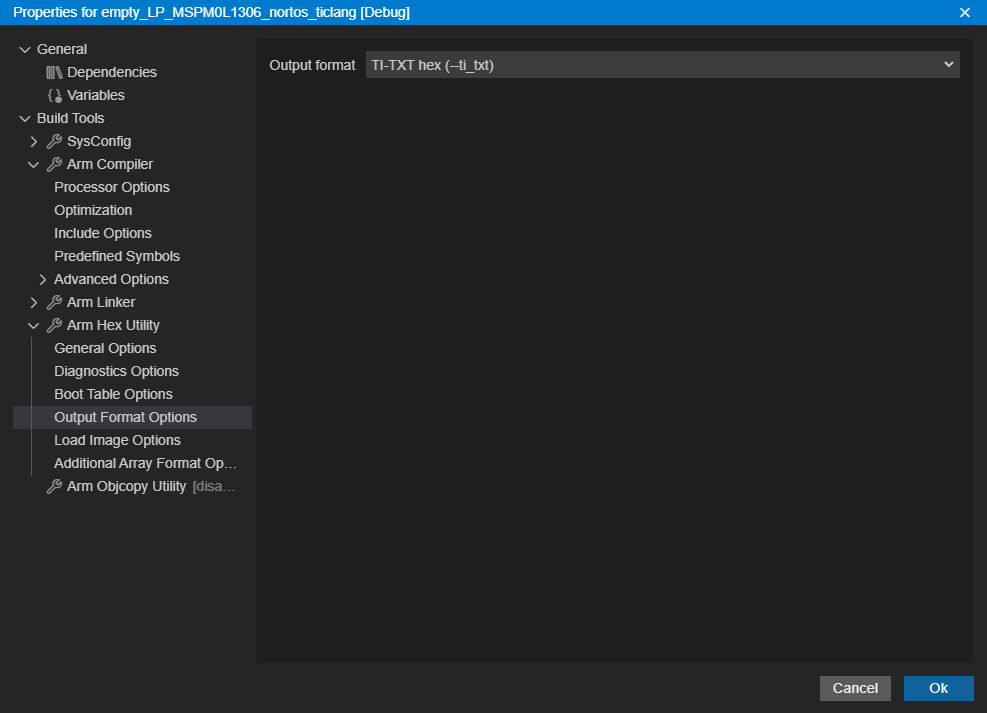 Properties for empty_LP_MSPM0L1306_nortos_ticlang [Debug]
General
Dependencies
Variables
Build Tools
SysConfig
Arm Compiler
Processor Options
Optimization
Include Options
Predefined Symbols
Advanced Options
Arm Linker
Arm Hex Utility
General Options
Diagnostics Options
Boot Table Options
Output Format Options
Load Image Options
Additional Array Format Op...
Arm Objcopy Utility [disa...
Output format TI-TXT hex (--ti_txt)
Cancel Ok